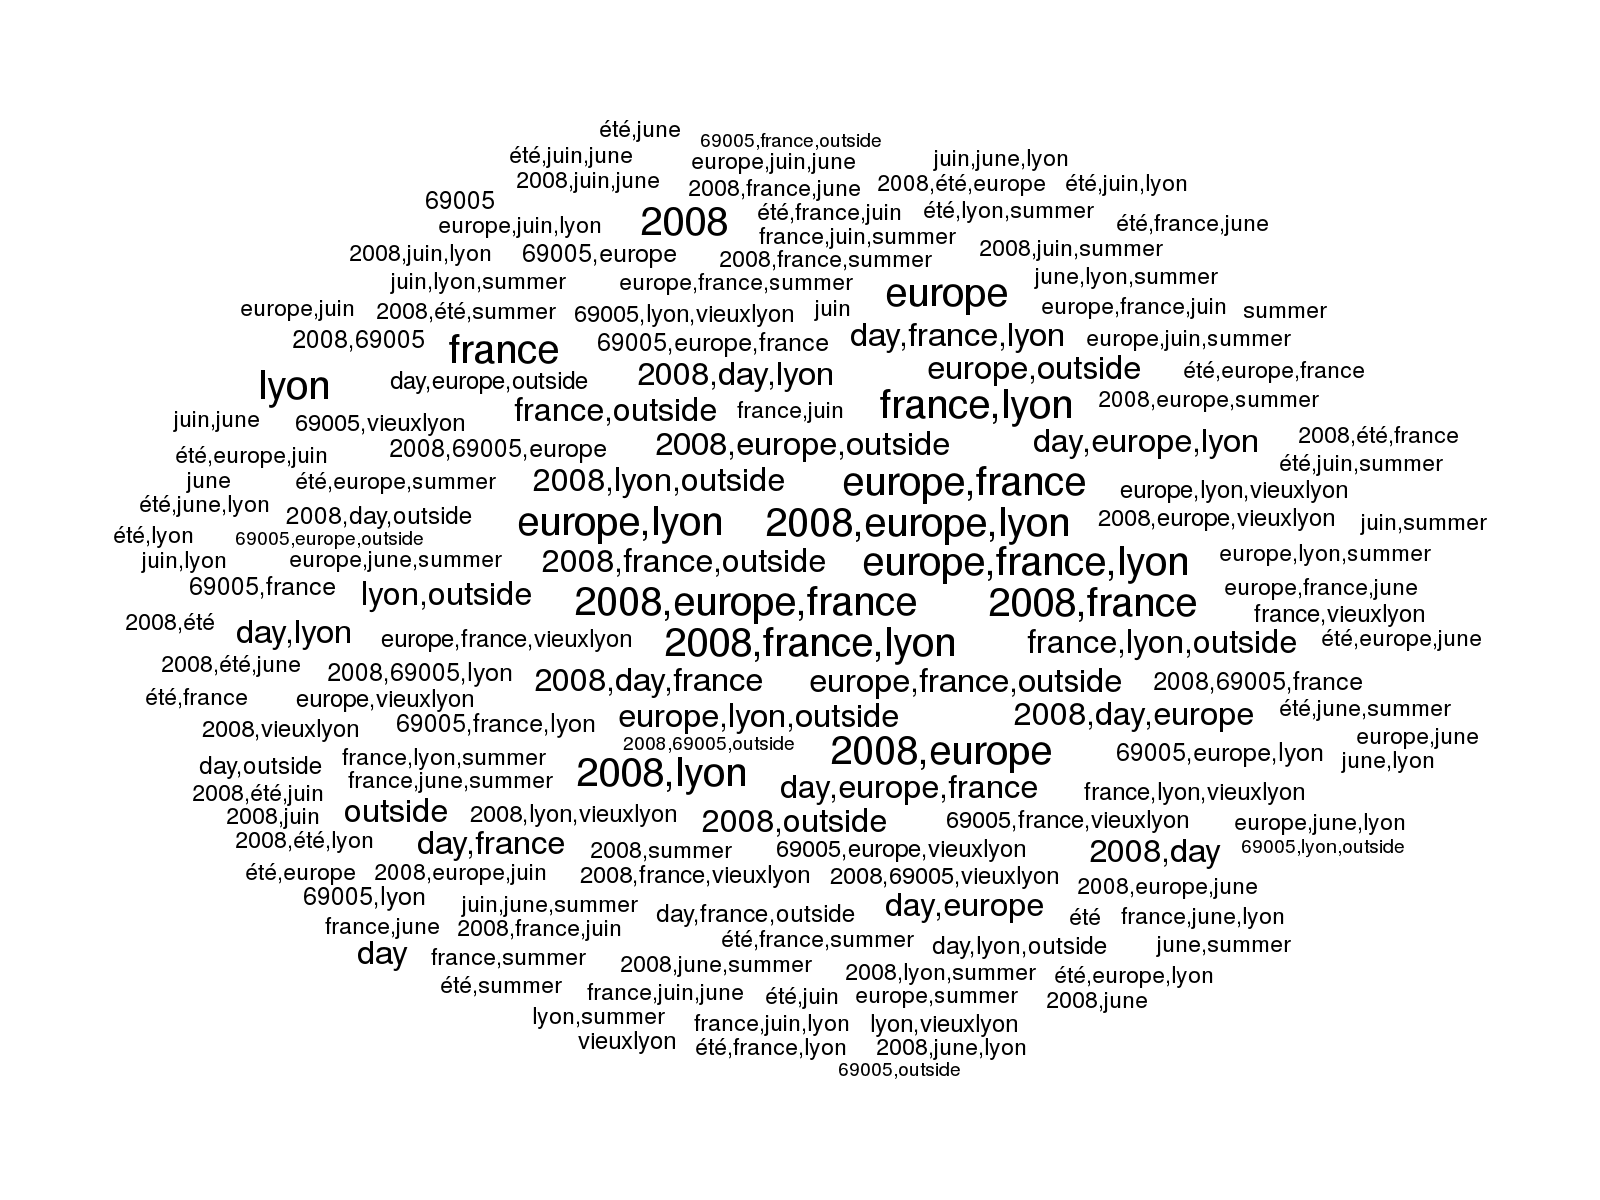 été,june
69005,france,outside
été,juin,june
europe,juin,june
juin,june,lyon
2008,juin,june
2008,france,june
2008,été,europe
été,juin,lyon
69005
2008
été,france,juin
été,lyon,summer
europe,juin,lyon
france,juin,summer
été,france,june
2008,juin,lyon
69005,europe
2008,france,summer
2008,juin,summer
juin,lyon,summer
europe,france,summer
europe
june,lyon,summer
europe,juin
2008,été,summer
69005,lyon,vieuxlyon
juin
europe,france,juin
summer
2008,69005
france
69005,europe,france
day,france,lyon
europe,juin,summer
lyon
day,europe,outside
2008,day,lyon
europe,outside
été,europe,france
juin,june
69005,vieuxlyon
france,outside
france,juin
france,lyon
2008,europe,summer
été,europe,juin
2008,69005,europe
2008,europe,outside
day,europe,lyon
2008,été,france
june
été,europe,summer
2008,lyon,outside
europe,france
europe,lyon,vieuxlyon
été,juin,summer
été,june,lyon
2008,day,outside
europe,lyon
2008,europe,lyon
2008,europe,vieuxlyon
juin,summer
été,lyon
69005,europe,outside
juin,lyon
europe,june,summer
2008,france,outside
europe,france,lyon
europe,lyon,summer
69005,france
lyon,outside
2008,europe,france
2008,france
europe,france,june
france,vieuxlyon
2008,été
day,lyon
europe,france,vieuxlyon
2008,france,lyon
france,lyon,outside
été,europe,june
2008,été,june
2008,69005,lyon
2008,day,france
europe,france,outside
2008,69005,france
été,france
europe,vieuxlyon
2008,vieuxlyon
69005,france,lyon
europe,lyon,outside
2008,day,europe
été,june,summer
2008,69005,outside
europe,june
day,outside
france,lyon,summer
2008,europe
69005,europe,lyon
june,lyon
france,june,summer
2008,lyon
2008,été,juin
day,europe,france
france,lyon,vieuxlyon
2008,juin
outside
2008,lyon,vieuxlyon
2008,outside
69005,france,vieuxlyon
europe,june,lyon
2008,été,lyon
day,france
2008,summer
69005,europe,vieuxlyon
2008,day
69005,lyon,outside
été,europe
2008,europe,juin
2008,france,vieuxlyon
2008,69005,vieuxlyon
2008,europe,june
69005,lyon
juin,june,summer
day,france,outside
day,europe
été
france,june,lyon
france,june
2008,france,juin
été,france,summer
day,lyon,outside
june,summer
day
france,summer
2008,june,summer
2008,lyon,summer
été,europe,lyon
été,summer
france,juin,june
été,juin
europe,summer
2008,june
lyon,summer
france,juin,lyon
lyon,vieuxlyon
vieuxlyon
été,france,lyon
2008,june,lyon
69005,outside